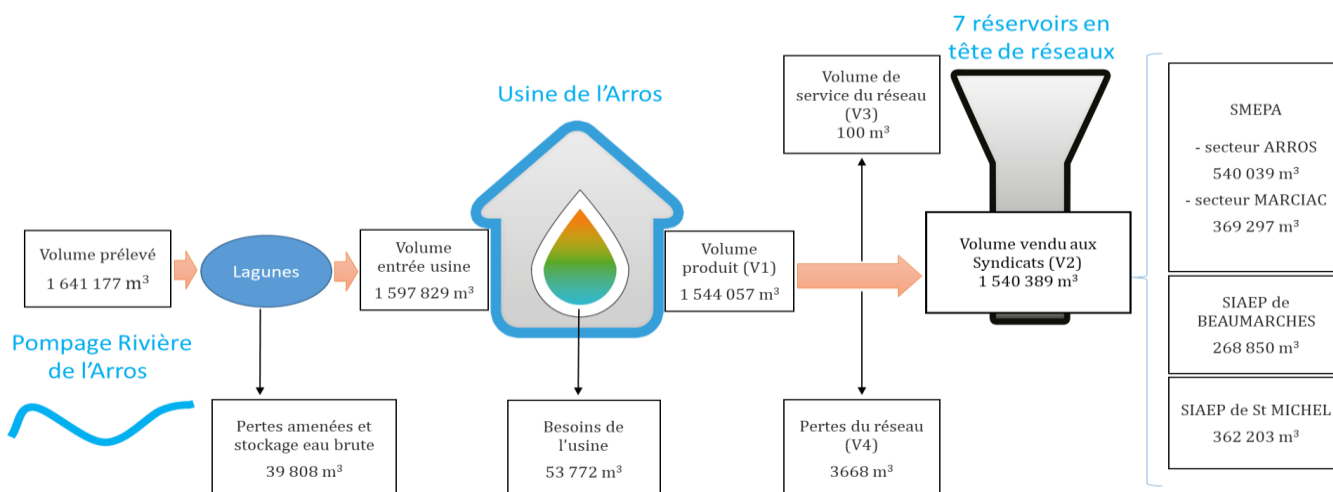 7 réservoirs en
tête de réseaux
Usine de l'Arros
Volume de
service du réseau
(V3)
100 m³
SMEPA
- secteur ARROS
540 039 m³
- secteur MARCIAC
369 297 m³
Volume prélevé
1 641 177 m³
Lagunes
Volume
entrée usine
1 597 829 m³
Volume
produit (V1)
1 544 057 m³
Volume vendu aux
Syndicats (V2)
1 540 389 m³
SIAEP de
BEAUMARCHES
268 850 m³
Pompage Rivière
de l'Arros
Pertes amenées et
stockage eau brute
39 808 m³
Besoins de
l'usine
53 772 m³
Pertes du réseau
(V4)
3668 m³
SIAEP de St MICHEL
362 203 m³